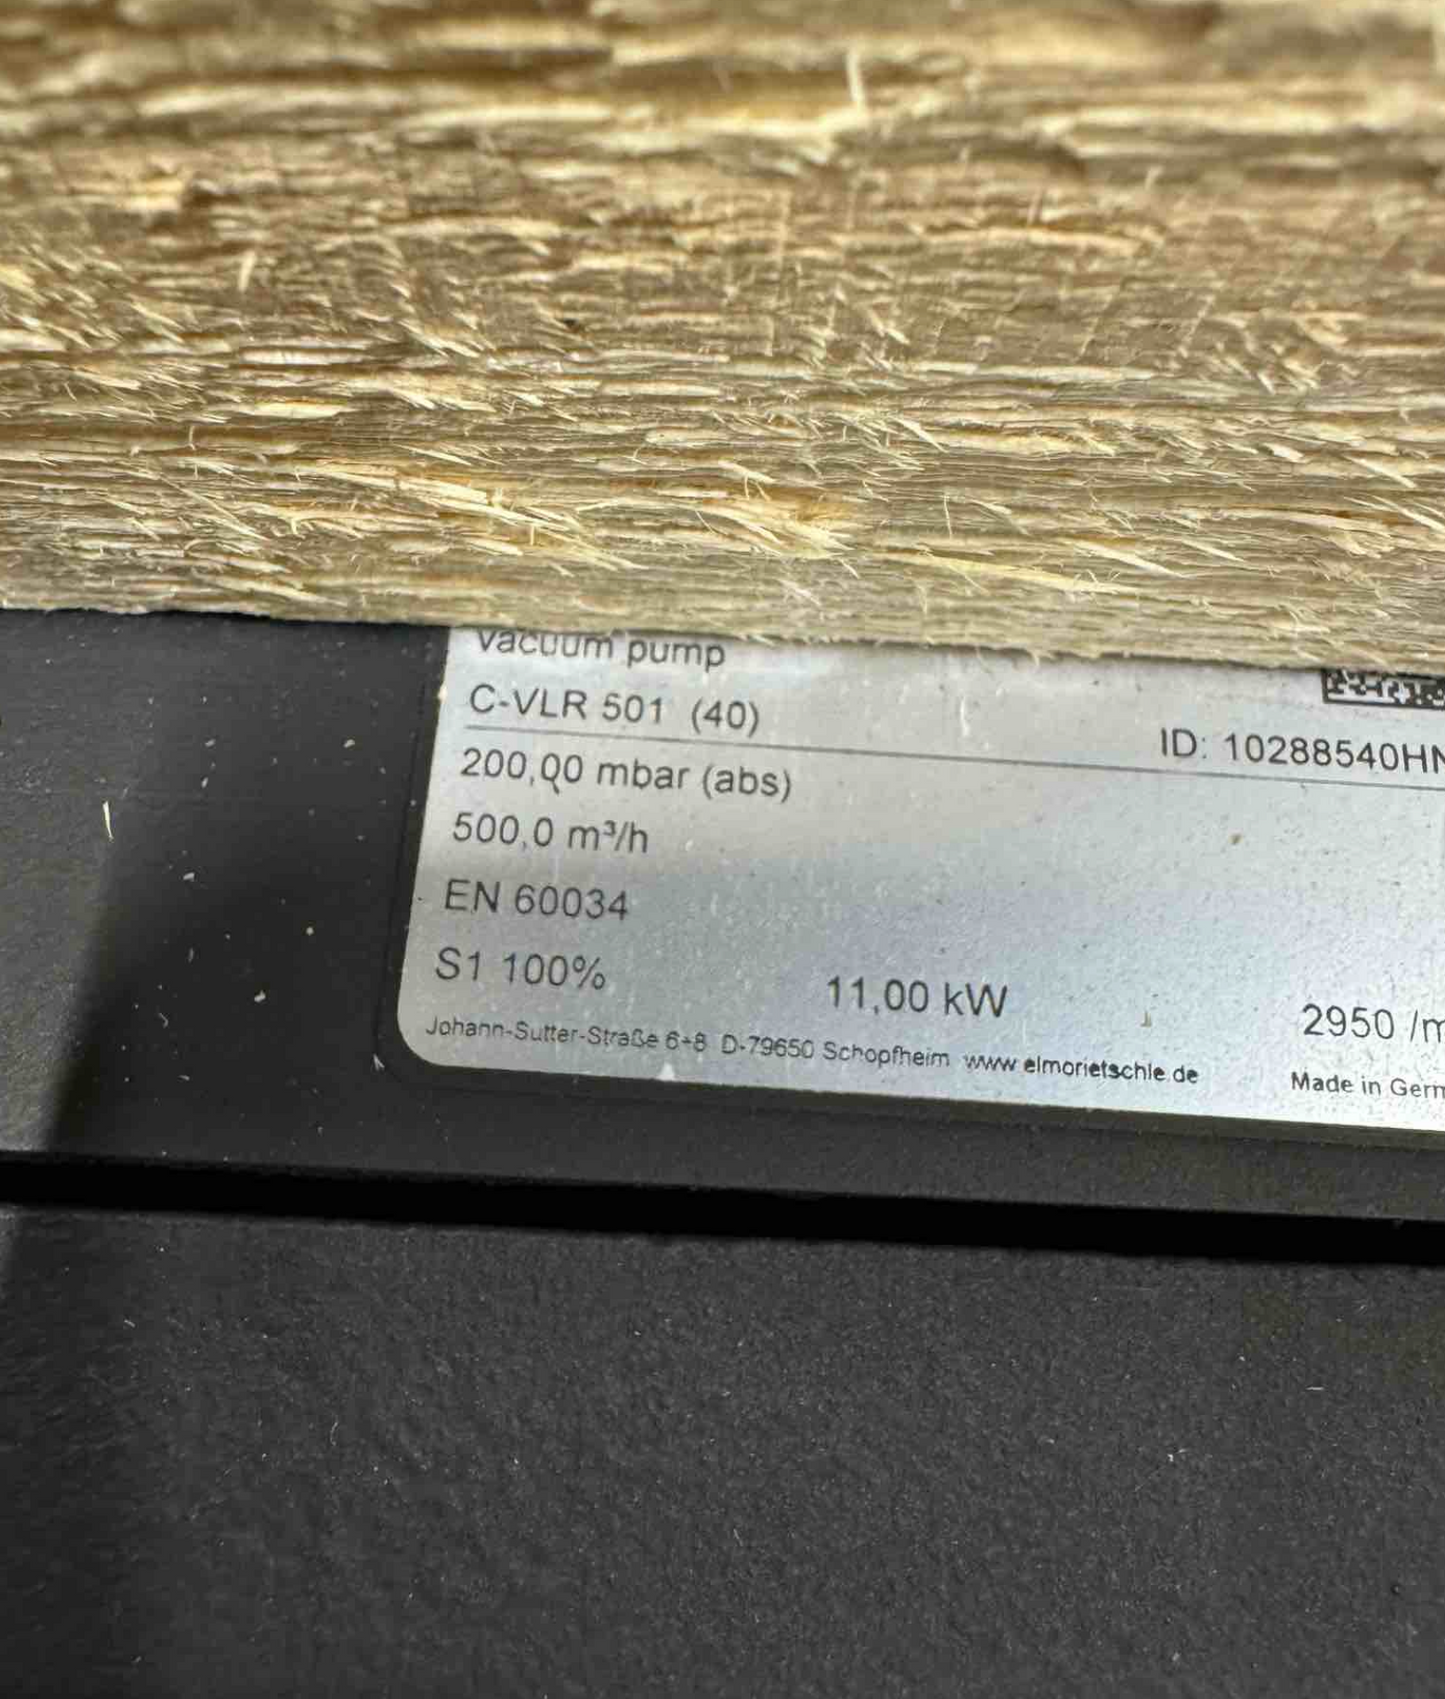 vacuum pump
C-VLR 501 (40)
ID: 10288540HN
200,00 mbar (abs)
500,0 m³/h
EN 60034
S1 100%
11,00 kW
2950 /m
Johann-Sutter-Straße 6+8 D-79650 Schopfheim www.elmorietschle.de
Made in Germ